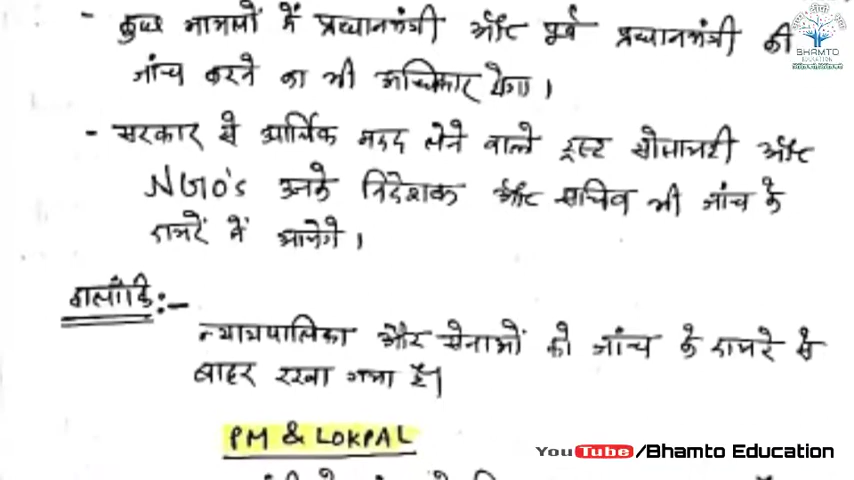 - कुछ मामलों में प्रधानमंत्री और पूर्व प्रधानमंत्री की
जांच करने का भी अधिकार होगा।
- सरकार से आर्थिक मदद लेने वाले ट्रस्ट सोसायटी और
NGO's उनके निदेशक और सचिव भी जांच के
दायरें में आयेगे।
हालाँकि :-
न्यायपालिका और सेनाओं को जांच के दायरे से
बाहर रखा गया है।
PM & LOKPAL
BHAMTO
EDUCATION
YouTube/Bhamto Education